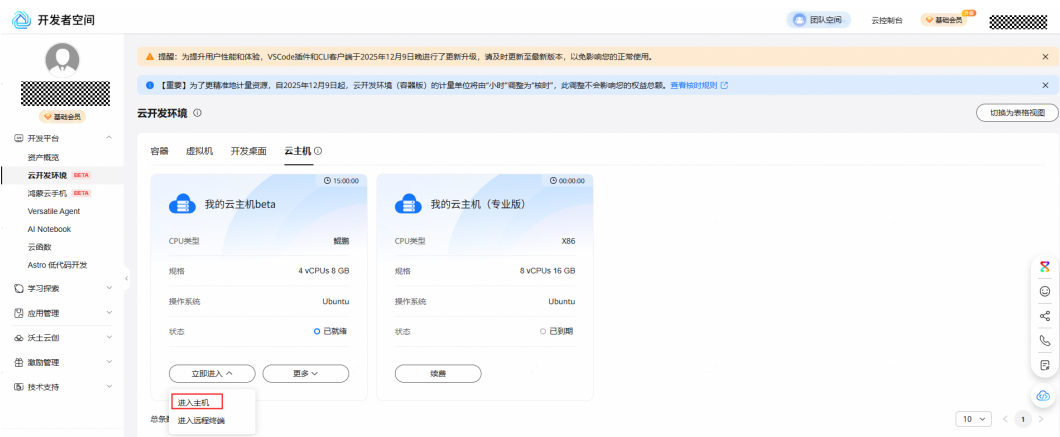 开发者空间
团队空间
云控制台
基础会员
升级
基础会员
提醒：为提升用户性能和体验，VSCode插件和CLI客户端于2025年12月9日晚进行了更新升级，请及时更新至最新版本，以免影响您的正常使用。
【重要】为了更精准地计量资源，自2025年12月9日起，云开发环境（容器版）的计量单位将由“小时”调整为“核时”，此调整不会影响您的权益总额。查看核时规则
云开发环境
切换为表格视图
开发平台
资产概览
云开发环境 BETA
鸿蒙云手机 BETA
Versatile Agent
AI Notebook
云函数
Astro 低代码开发
学习探索
应用管理
沃土云创
激励管理
技术支持
容器 虚拟机 开发桌面 云主机
15:00:00
我的云主机beta
CPU类型 鲲鹏
规格 4 vCPUs 8 GB
操作系统 Ubuntu
状态 已就绪
立即进入 更多
进入主机
进入远程终端
00:00:00
我的云主机（专业版）
CPU类型 X86
规格 8 vCPUs 16 GB
操作系统 Ubuntu
状态 已到期
续费
总条
10
1